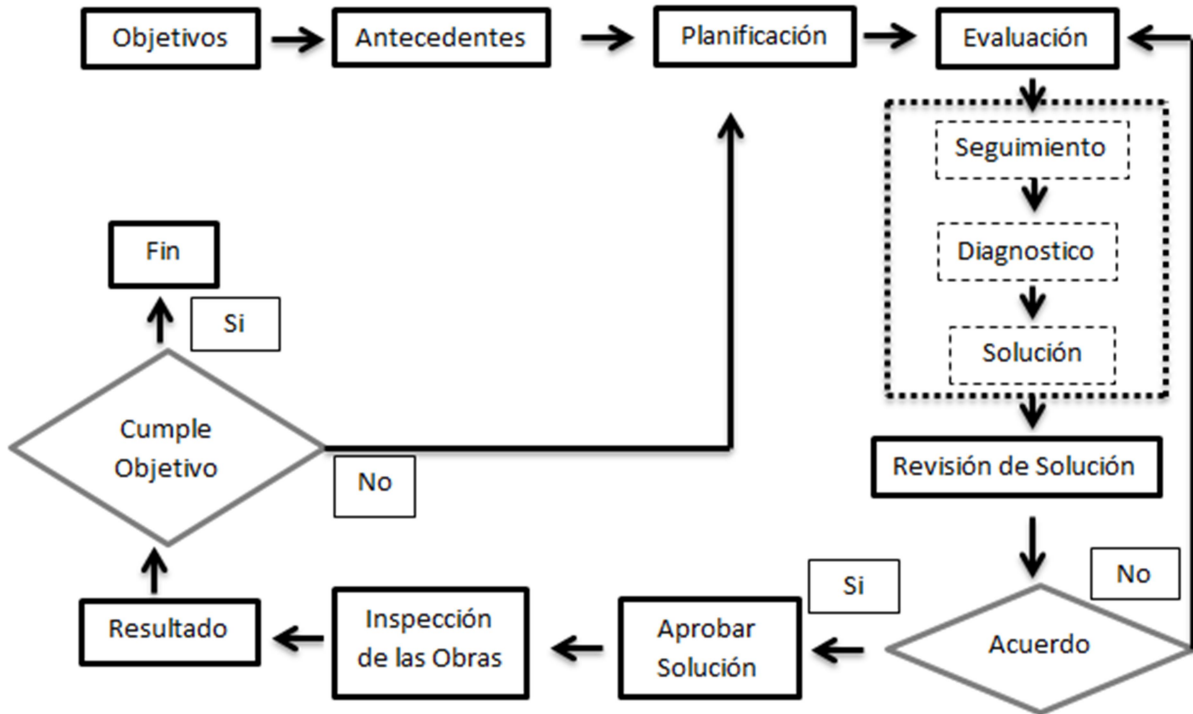 Objetivos
Antecedentes
Planificación
Evaluación
Seguimiento
Diagnostico
Solución
Revisión de Solución
No
Acuerdo
Si
Aprobar
Solución
Inspección
de las Obras
Resultado
Cumple
Objetivo
No
Si
Fin